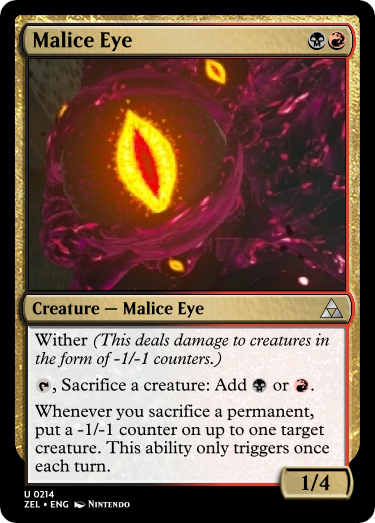 Malice Eye
Creature — Malice Eye
Wither (This deals damage to creatures in
the form of -1/-1 counters.)
, Sacrifice a creature: Add or .
Whenever you sacrifice a permanent,
put a -1/-1 counter on up to one target
creature. This ability only triggers once
each turn.
1/4
U 0214
ZEL • ENG Nintendo